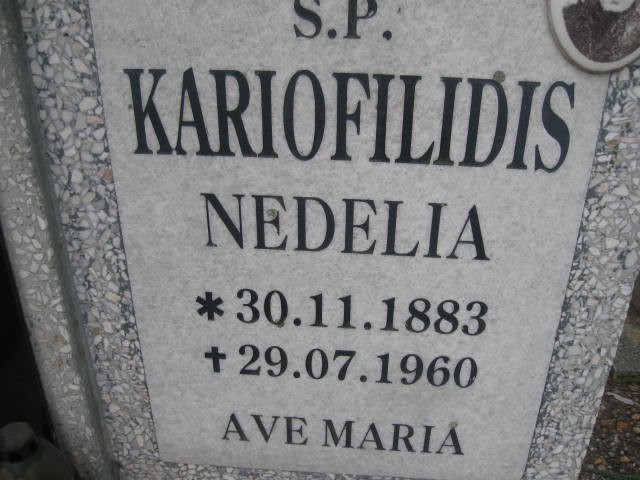 S.P.
KARIOFILIDIS
NEDELIA
* 30.11.1883
✝ 29.07.1960
AVE MARIA